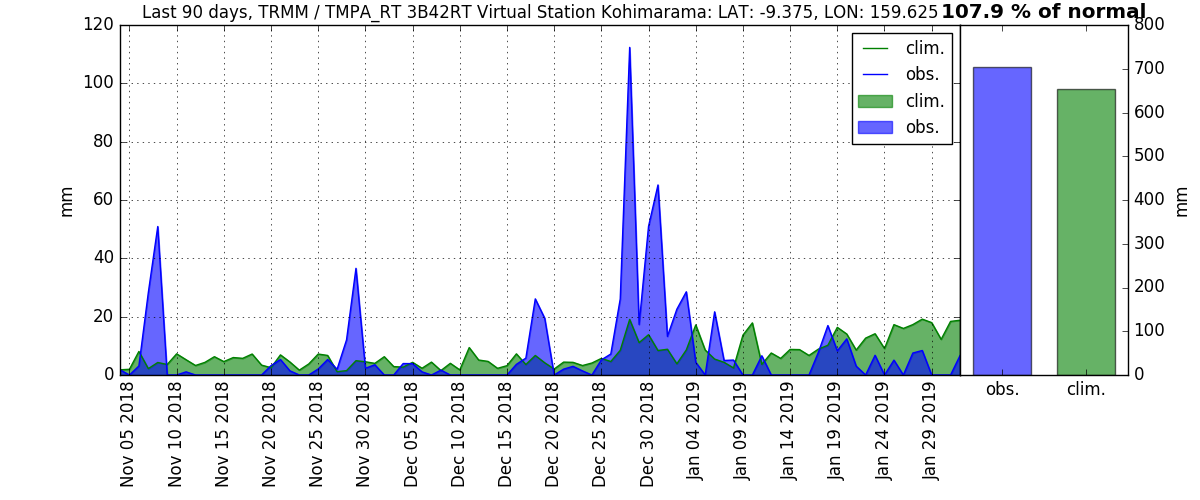 Last 90 days, TRMM / TMPA_RT 3B42RT Virtual Station Kohimarama: LAT: -9.375, LON: 159.625 107.9 % of normal
mm
120
100
80
60
40
20
0
clim.
obs.
clim.
obs.
800
700
600
500
400
300
200
100
0
mm
Nov 05 2018
Nov 10 2018
Nov 15 2018
Nov 20 2018
Nov 25 2018
Nov 30 2018
Dec 05 2018
Dec 10 2018
Dec 15 2018
Dec 20 2018
Dec 25 2018
Dec 30 2018
Jan 04 2019
Jan 09 2019
Jan 14 2019
Jan 19 2019
Jan 24 2019
Jan 29 2019
obs.
clim.